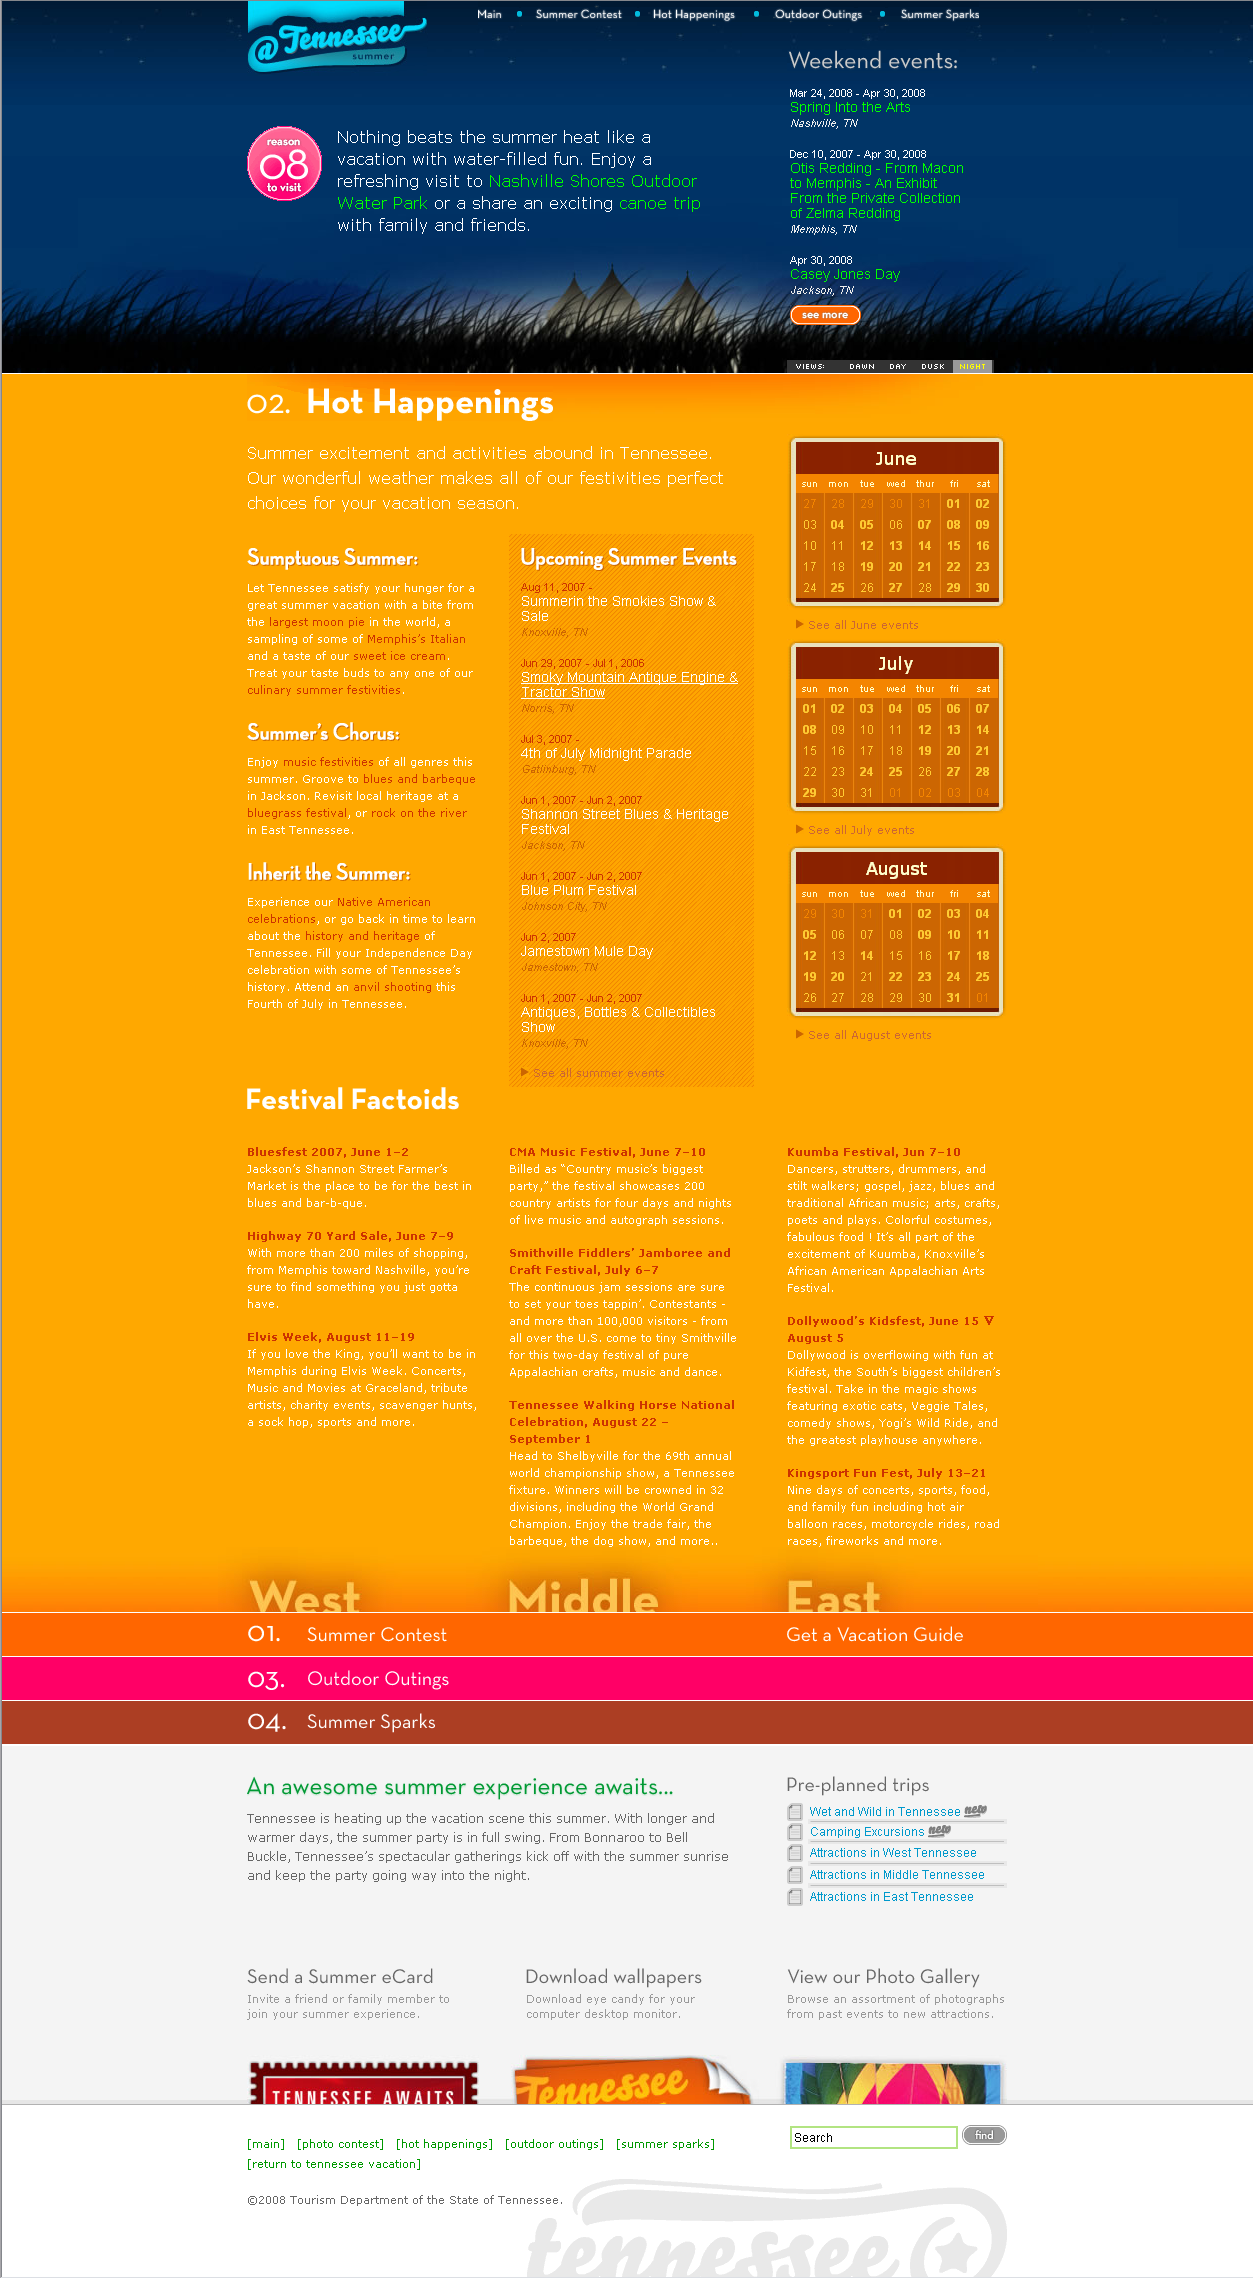 @Tennessee
summer
Main
Summer Contest
Hot Happenings
Outdoor Outings
Summer Sparks
reason
08
to visit
Nothing beats the summer heat like a
vacation with water-filled fun. Enjoy a
refreshing visit to Nashville Shores Outdoor
Water Park or a share an exciting canoe trip
with family and friends.
Weekend events:
Mar 24, 2008 - Apr 30, 2008
Spring Into the Arts
Nashville, TN
Dec 10, 2007 - Apr 30, 2008
Otis Redding - From Macon
to Memphis - An Exhibit
From the Private Collection
of Zelma Redding
Memphis, TN
Apr 30, 2008
Casey Jones Day
Jackson, TN
see more
VIEWS: DAWN DAY DUSK NIGHT
02. Hot Happenings
Summer excitement and activities abound in Tennessee.
Our wonderful weather makes all of our festivities perfect
choices for your vacation season.
Sumptuous Summer:
Let Tennessee satisfy your hunger for a
great summer vacation with a bite from
the largest moon pie in the world, a
sampling of some of Memphis's Italian
and a taste of our sweet ice cream.
Treat your taste buds to any one of our
culinary summer festivities.
Summer's Chorus:
Enjoy music festivities of all genres this
summer. Groove to blues and barbeque
in Jackson. Revisit local heritage at a
bluegrass festival, or rock on the river
in East Tennessee.
Inherit the Summer:
Experience our Native American
celebrations, or go back in time to learn
about the history and heritage of
Tennessee. Fill your Independence Day
celebration with some of Tennessee's
history. Attend an anvil shooting this
Fourth of July in Tennessee.
Upcoming Summer Events
Aug 11, 2007 -
Summerin the Smokies Show &
Sale
Knoxville, TN
Jun 29, 2007 - Jul 1, 2006
Smoky Mountain Antique Engine &
Tractor Show
Norris, TN
Jul 3, 2007 -
4th of July Midnight Parade
Gatlinburg, TN
Jun 1, 2007 - Jun 2, 2007
Shannon Street Blues & Heritage
Festival
Jackson, TN
Jun 1, 2007 - Jun 2, 2007
Blue Plum Festival
Johnson City, TN
Jun 2, 2007
Jamestown Mule Day
Jamestown, TN
Jun 1, 2007 - Jun 2, 2007
Antiques, Bottles & Collectibles
Show
Knoxville, TN
See all summer events
June
sun mon tue wed thur fri sat
27 28 29 30 31 01 02
03 04 05 06 07 08 09
10 11 12 13 14 15 16
17 18 19 20 21 22 23
24 25 26 27 28 29 30
See all June events
July
sun mon tue wed thur fri sat
01 02 03 04 05 06 07
08 09 10 11 12 13 14
15 16 17 18 19 20 21
22 23 24 25 26 27 28
29 30 31 01 02 03 04
See all July events
August
sun mon tue wed thur fri sat
29 30 31 01 02 03 04
05 06 07 08 09 10 11
12 13 14 15 16 17 18
19 20 21 22 23 24 25
26 27 28 29 30 31 01
See all August events
Festival Factoids
Bluesfest 2007, June 1–2
Jackson's Shannon Street Farmer's
Market is the place to be for the best in
blues and bar-b-que.
Highway 70 Yard Sale, June 7–9
With more than 200 miles of shopping,
from Memphis toward Nashville, you're
sure to find something you just gotta
have.
Elvis Week, August 11–19
If you love the King, you'll want to be in
Memphis during Elvis Week. Concerts,
Music and Movies at Graceland, tribute
artists, charity events, scavenger hunts,
a sock hop, sports and more.
CMA Music Festival, June 7–10
Billed as “Country music's biggest
party,” the festival showcases 200
country artists for four days and nights
of live music and autograph sessions.
Smithville Fiddlers' Jamboree and
Craft Festival, July 6–7
The continuous jam sessions are sure
to set your toes tappin'. Contestants -
and more than 100,000 visitors - from
all over the U.S. come to tiny Smithville
for this two-day festival of pure
Appalachian crafts, music and dance.
Tennessee Walking Horse National
Celebration, August 22 –
September 1
Head to Shelbyville for the 69th annual
world championship show, a Tennessee
fixture. Winners will be crowned in 32
divisions, including the World Grand
Champion. Enjoy the trade fair, the
barbeque, the dog show, and more..
Kuumba Festival, Jun 7–10
Dancers, strutters, drummers, and
stilt walkers; gospel, jazz, blues and
traditional African music; arts, crafts,
poets and plays. Colorful costumes,
fabulous food ! It's all part of the
excitement of Kuumba, Knoxville's
African American Appalachian Arts
Festival.
Dollywood's Kidsfest, June 15 ∇
August 5
Dollywood is overflowing with fun at
Kidfest, the South's biggest children's
festival. Take in the magic shows
featuring exotic cats, Veggie Tales,
comedy shows, Yogi's Wild Ride, and
the greatest playhouse anywhere.
Kingsport Fun Fest, July 13–21
Nine days of concerts, sports, food,
and family fun including hot air
balloon races, motorcycle rides, road
races, fireworks and more.
West
Middle
East
01. Summer Contest
Get a Vacation Guide
03. Outdoor Outings
04. Summer Sparks
An awesome summer experience awaits...
Tennessee is heating up the vacation scene this summer. With longer and
warmer days, the summer party is in full swing. From Bonnaroo to Bell
Buckle, Tennessee's spectacular gatherings kick off with the summer sunrise
and keep the party going way into the night.
Pre-planned trips
Wet and Wild in Tennessee new
Camping Excursions new
Attractions in West Tennessee
Attractions in Middle Tennessee
Attractions in East Tennessee
Send a Summer eCard
Invite a friend or family member to
join your summer experience.
Download wallpapers
Download eye candy for your
computer desktop monitor.
View our Photo Gallery
Browse an assortment of photographs
from past events to new attractions.
TENNESSEE AWAITS
Tennessee
[main] [photo contest] [hot happenings] [outdoor outings] [summer sparks]
[return to tennessee vacation]
Search
find
©2008 Tourism Department of the State of Tennessee.
tennessee